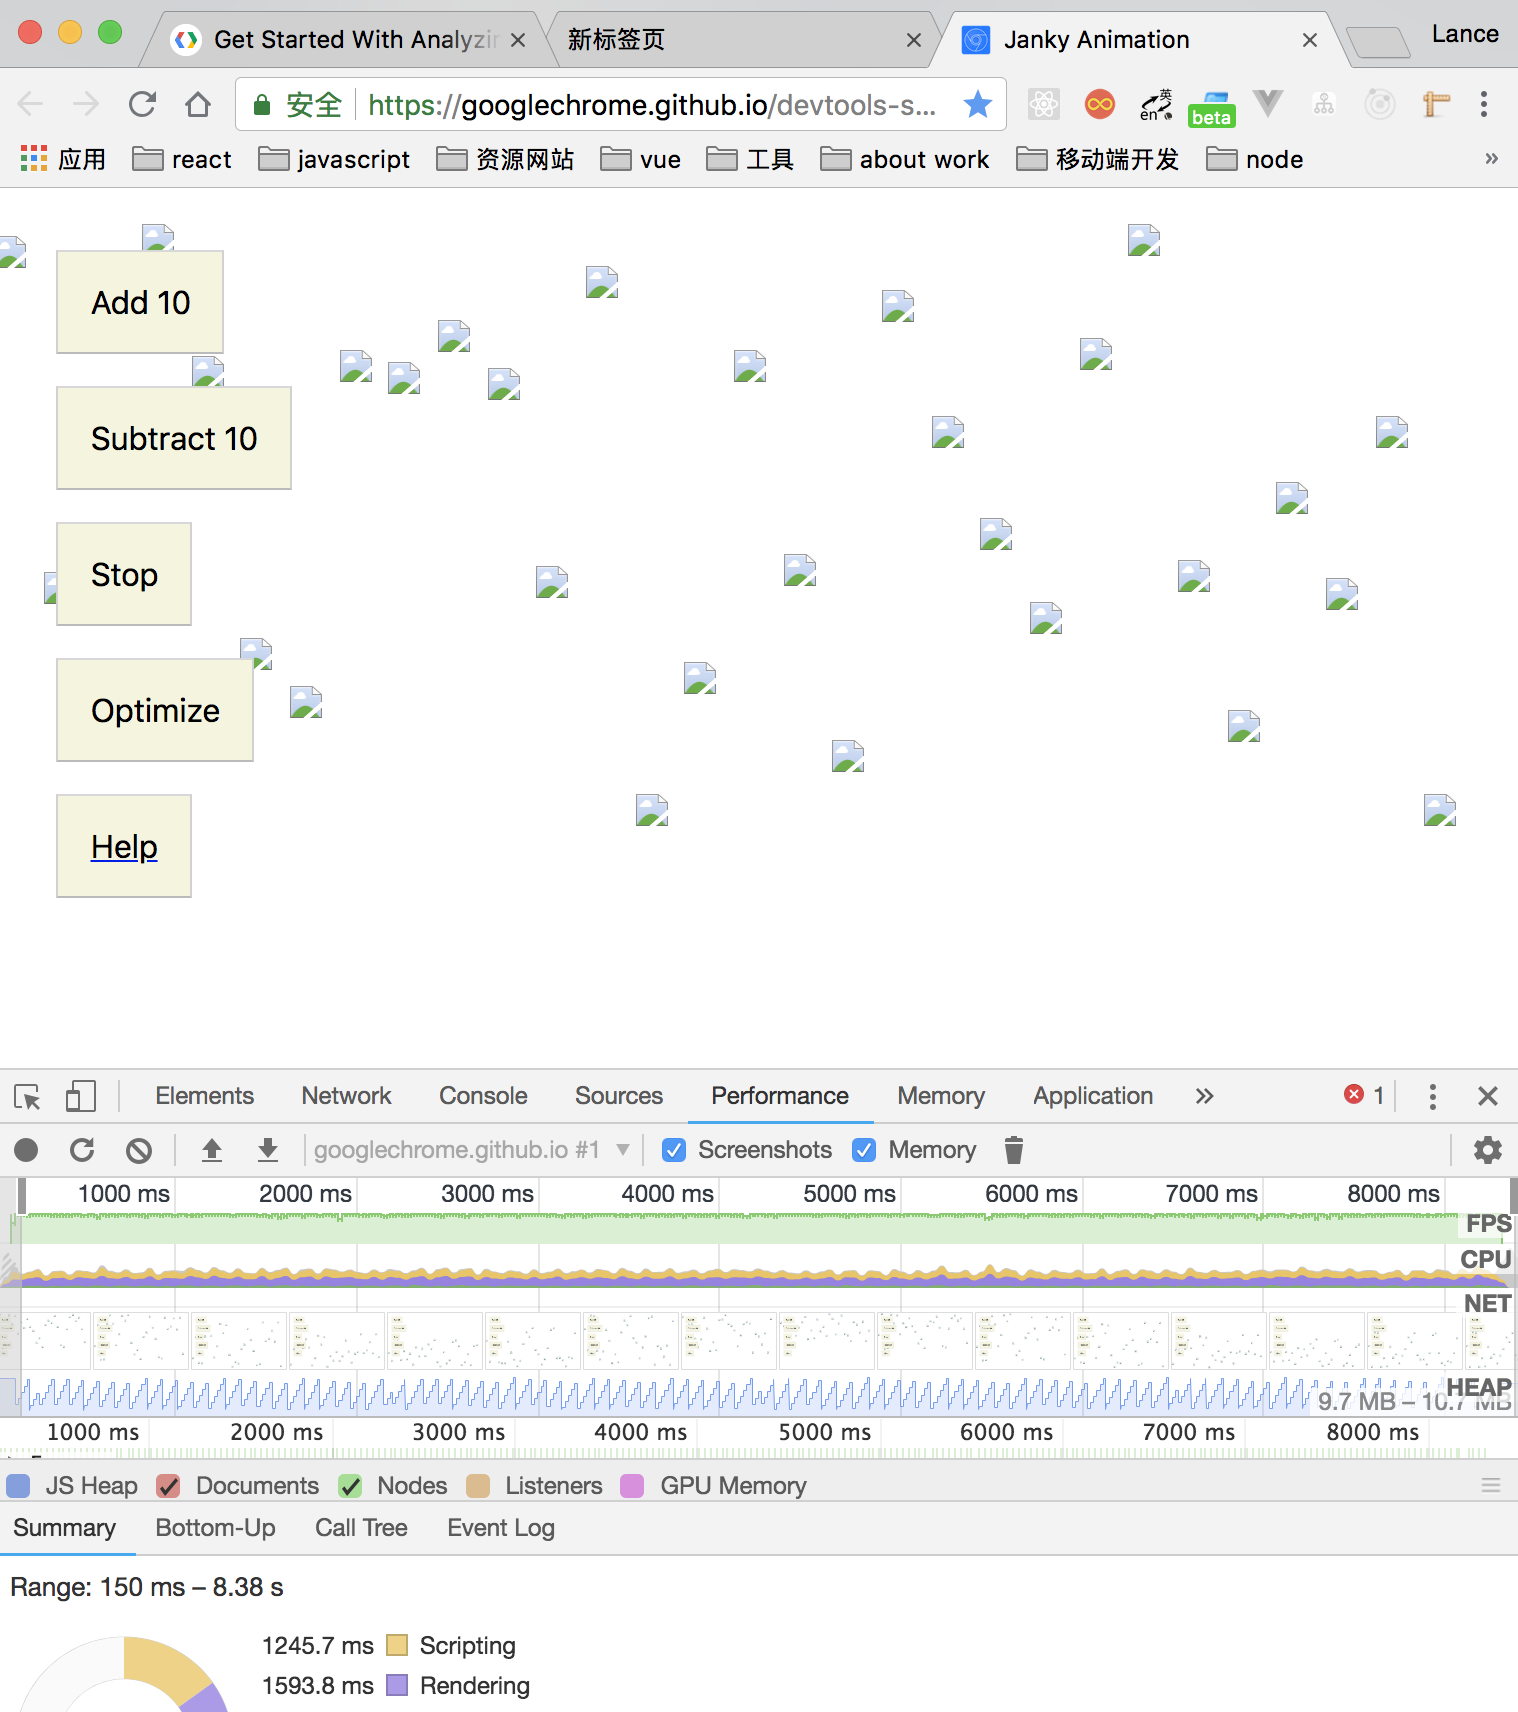 Get Started With Analyzin
新标签页
Janky Animation
Lance
安全
https://googlechrome.github.io/devtools-s...
英
en
beta
应用
react
javascript
资源网站
vue
工具
about work
移动端开发
node
»
Add 10
Subtract 10
Stop
Optimize
Help
Elements
Network
Console
Sources
Performance
Memory
Application
»
1
googlechrome.github.io #1
Screenshots
Memory
1000 ms
2000 ms
3000 ms
4000 ms
5000 ms
6000 ms
7000 ms
8000 ms
FPS
CPU
NET
HEAP
9.7 MB – 10.7 MB
1000 ms
2000 ms
3000 ms
4000 ms
5000 ms
6000 ms
7000 ms
8000 ms
JS Heap
Documents
Nodes
Listeners
GPU Memory
Summary
Bottom-Up
Call Tree
Event Log
Range: 150 ms – 8.38 s
1245.7 ms
Scripting
1593.8 ms
Rendering